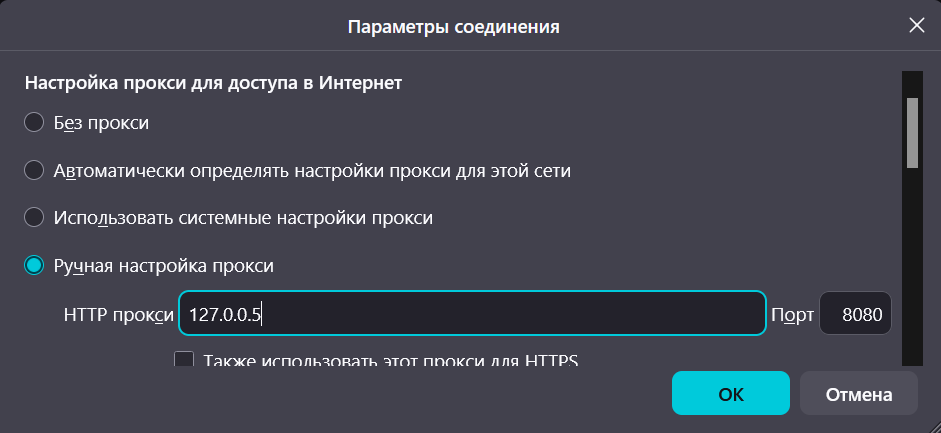 Параметры соединения
Настройка прокси для доступа в Интернет
Без прокси
Автоматически определять настройки прокси для этой сети
Использовать системные настройки прокси
Ручная настройка прокси
HTTP прокси 127.0.0.5 Порт 8080
Также использовать этот прокси для HTTPS
ОК Отмена